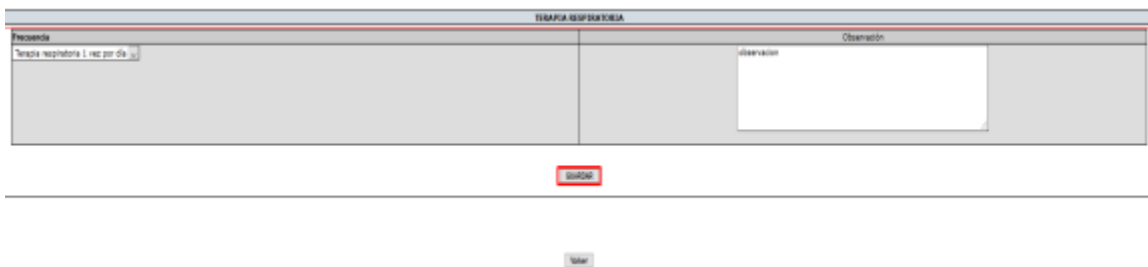 TERAPIA RESPIRATORIA
Frecuencia
Observación
Terapia respiratoria 1 vez por día
observacion
GUARDAR
Volver